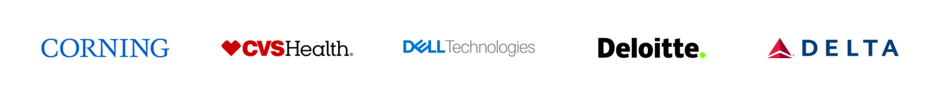 CORNING
CVSHealth®
DELLTechnologies
Deloitte.
DELTA